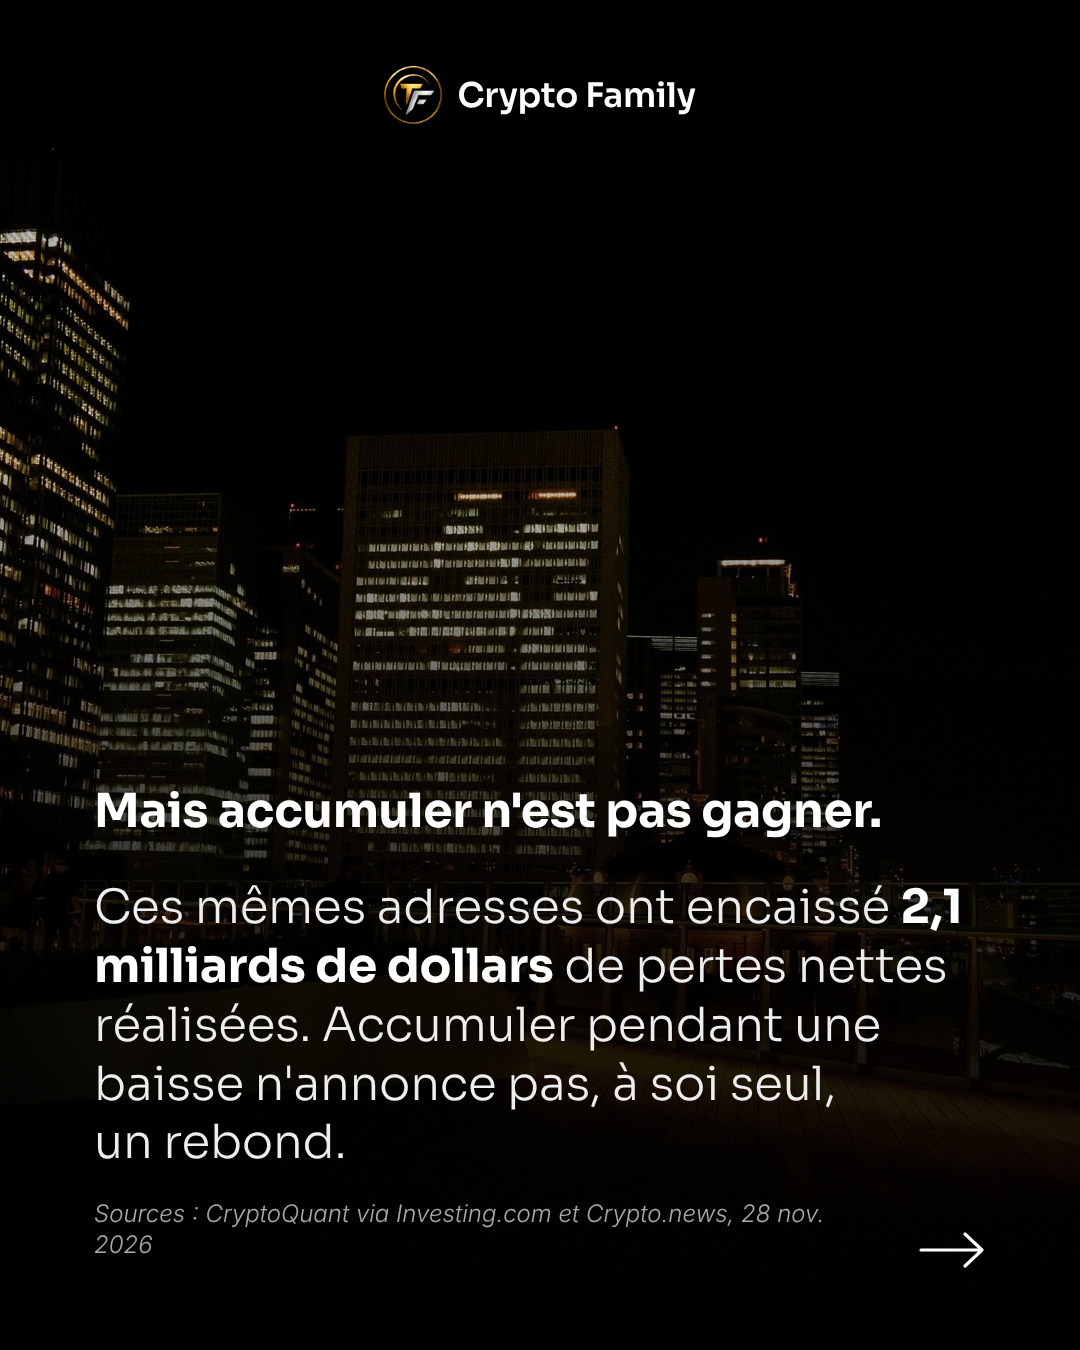 Crypto Family
Mais accumuler n'est pas gagner.
Ces mêmes adresses ont encaissé 2,1
milliards de dollars de pertes nettes
réalisées. Accumuler pendant une
baisse n'annonce pas, à soi seul,
un rebond.
Sources : CryptoQuant via Investing.com et Crypto.news, 28 nov.
2026